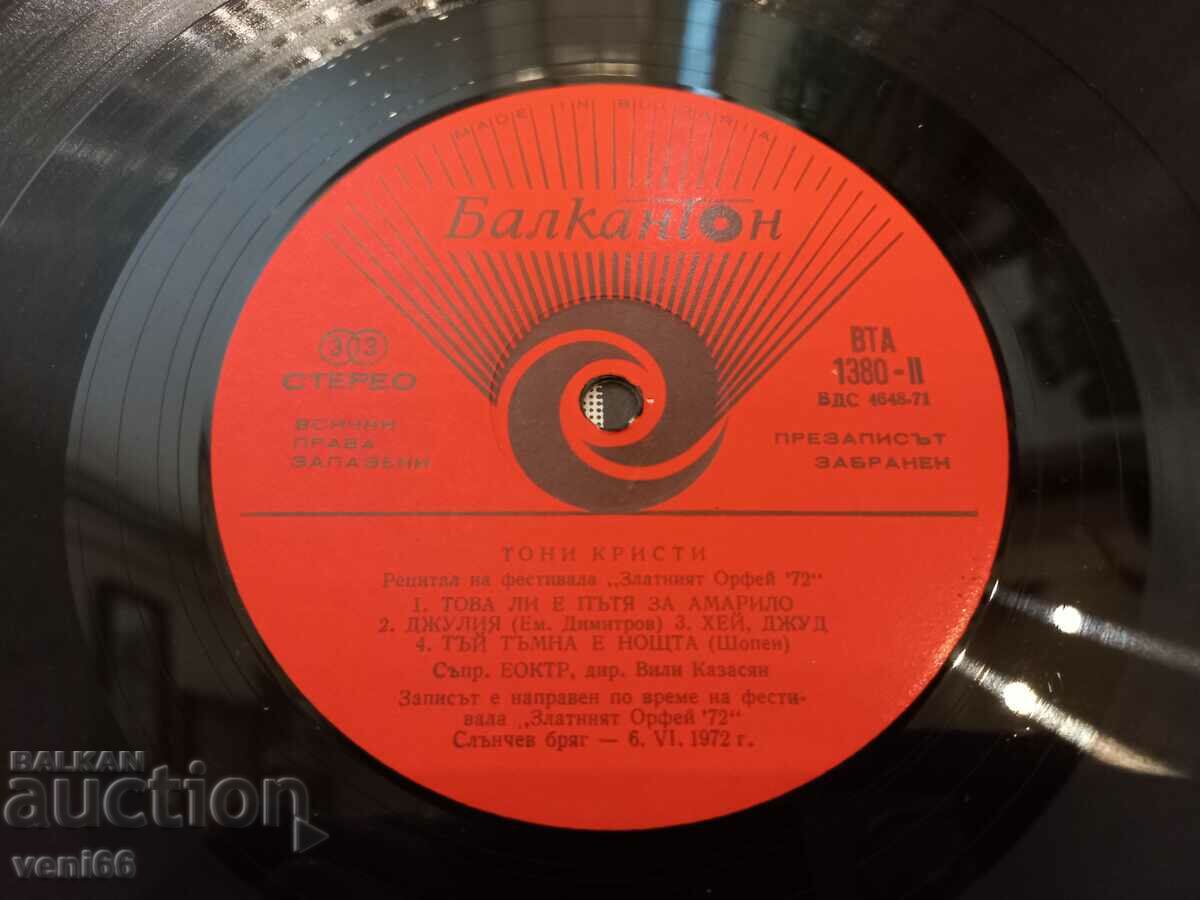 MADE IN BULGARIA
Балкантон
33
СТЕРЕО
ВСИЧКИ
ПРАВА
ЗАПАЗЕНИ
ВТА
1380-II
БДС 4648-71
ПРЕЗАПИСЪТ
ЗАБРАНЕН
ТОНИ КРИСТИ
Рецитал на фестивала „Златният Орфей '72"
1. ТОВА ЛИ Е ПЪТЯ ЗА АМАРИЛО
2. ДЖУЛИЯ (Ем. Димитров) 3. ХЕЙ, ДЖУД
4. ТЪЙ ТЪМНА Е НОЩТА (Шопен)
Съпр. ЕОКТР, дир. Вили Казасян
Записът е направен по време на фести-
вала „Златният Орфей '72"
Слънчев бряг — 6. VI. 1972 г.
BALKAN
auction
veni66